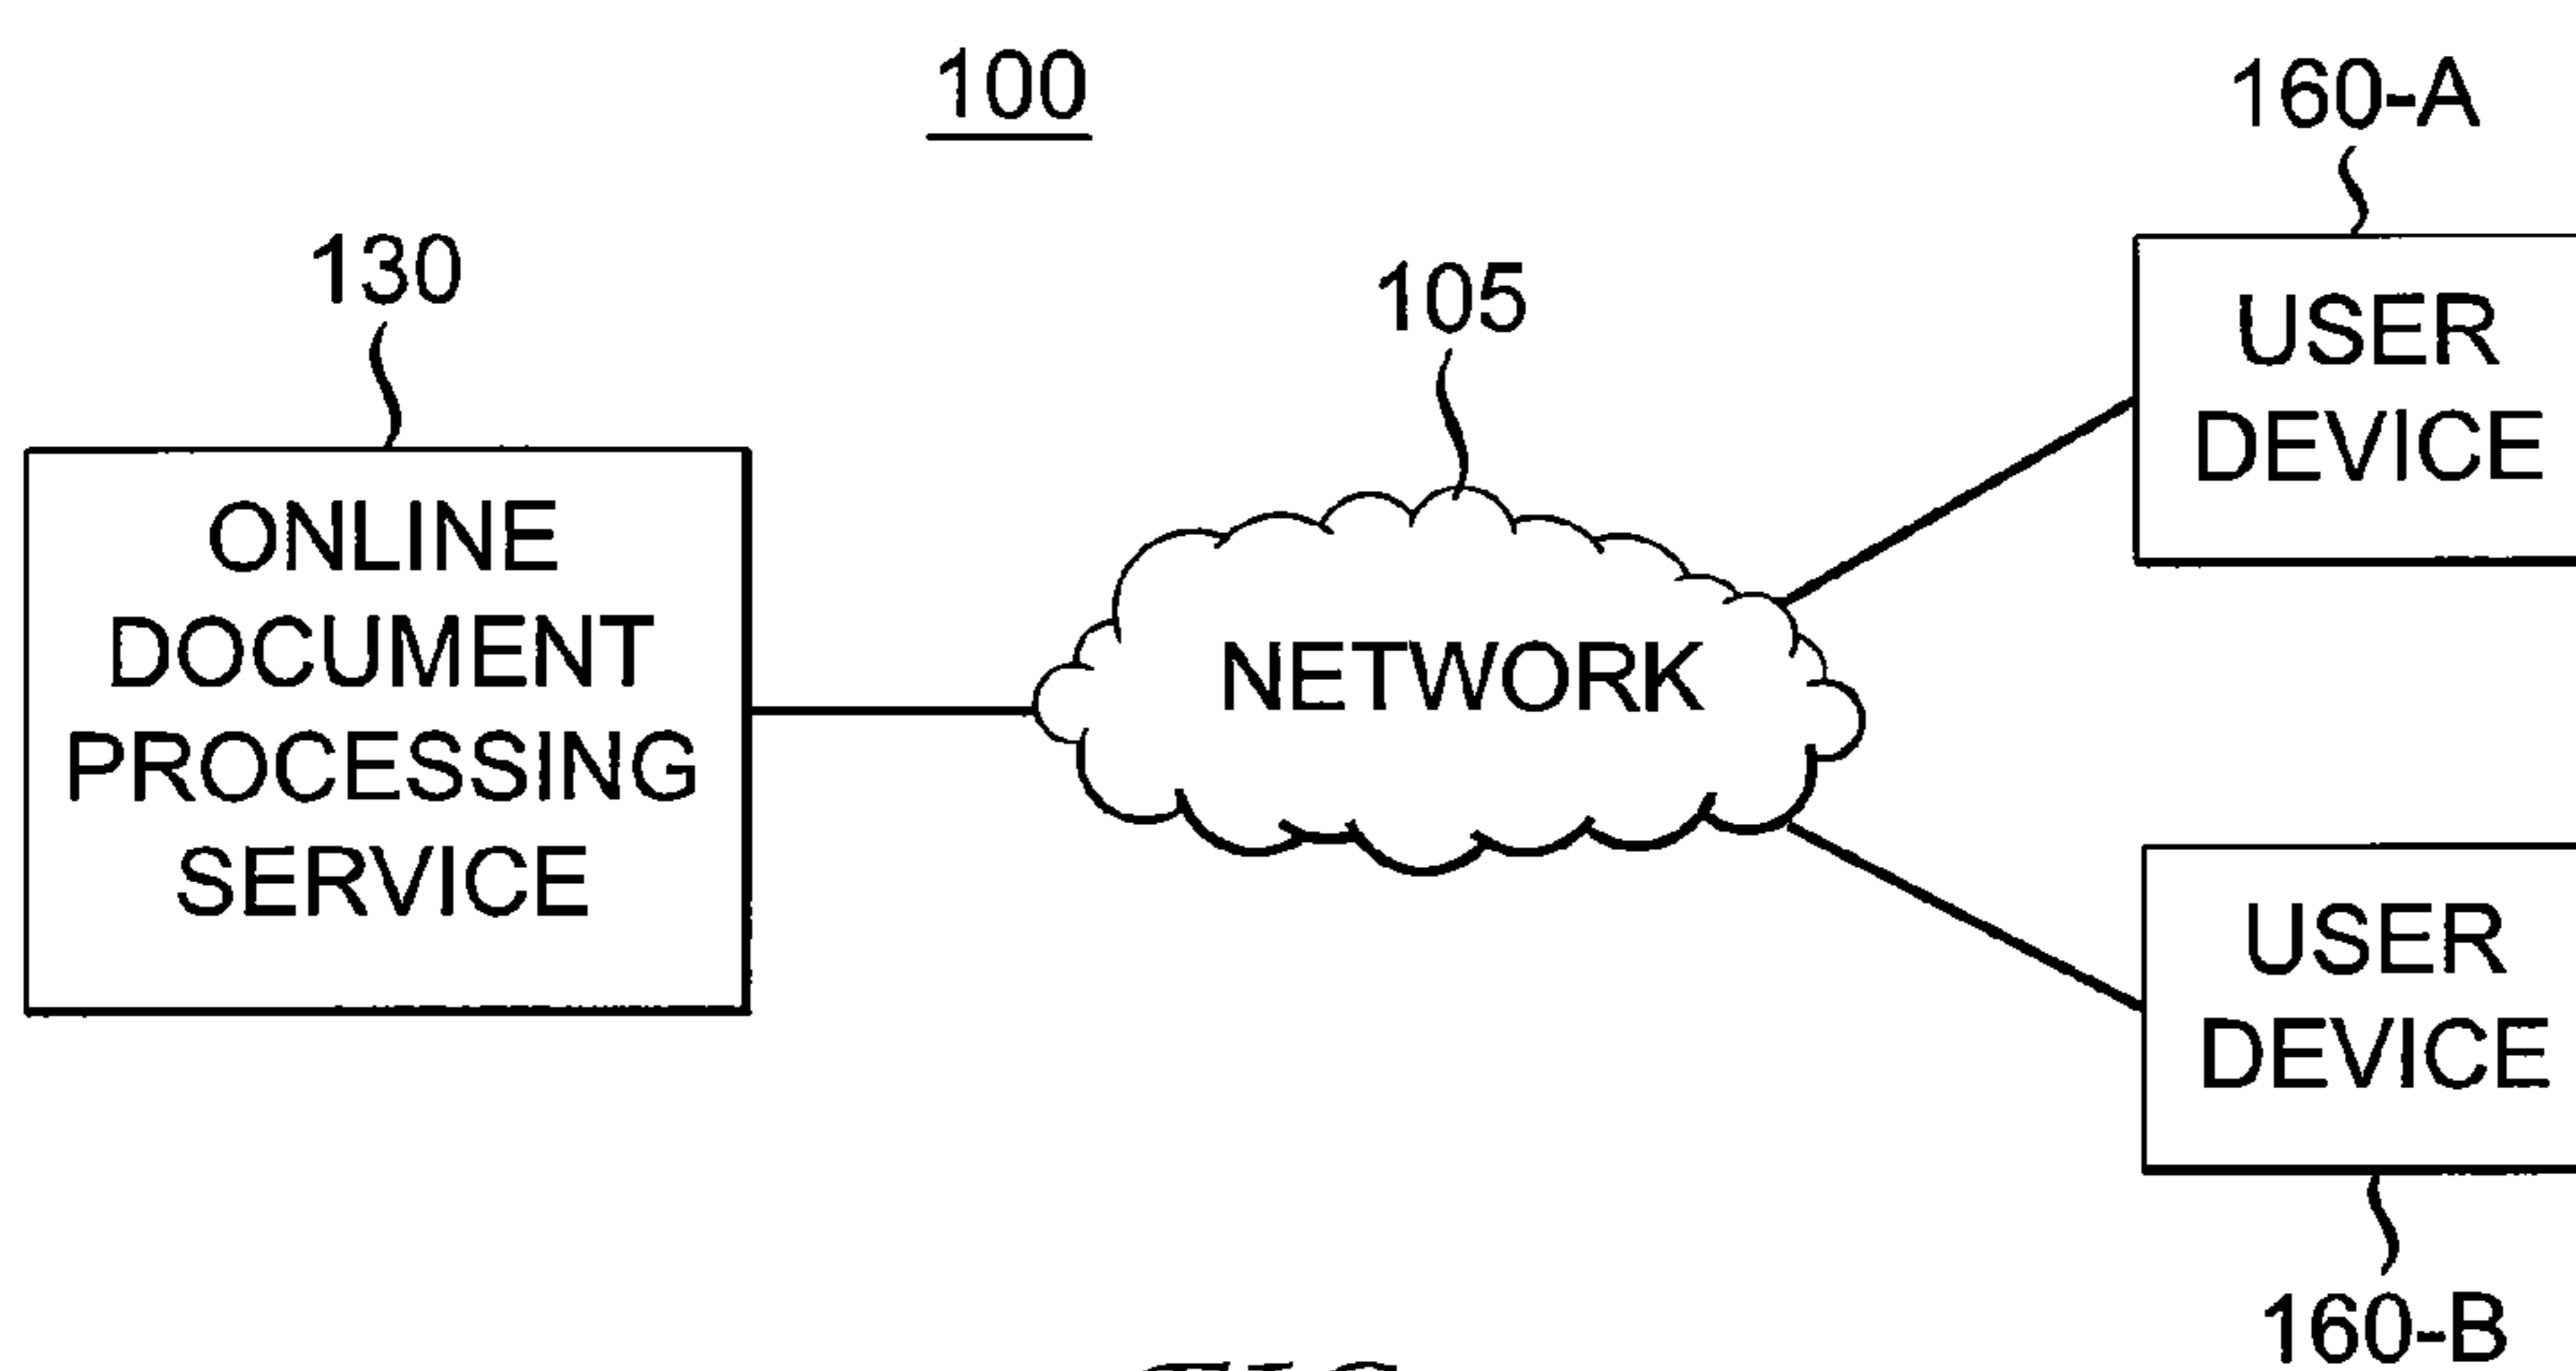 100
160-A
130
105
USER
DEVICE
ONLINE
DOCUMENT
PROCESSING
SERVICE
NETWORK
USER
DEVICE
160-B